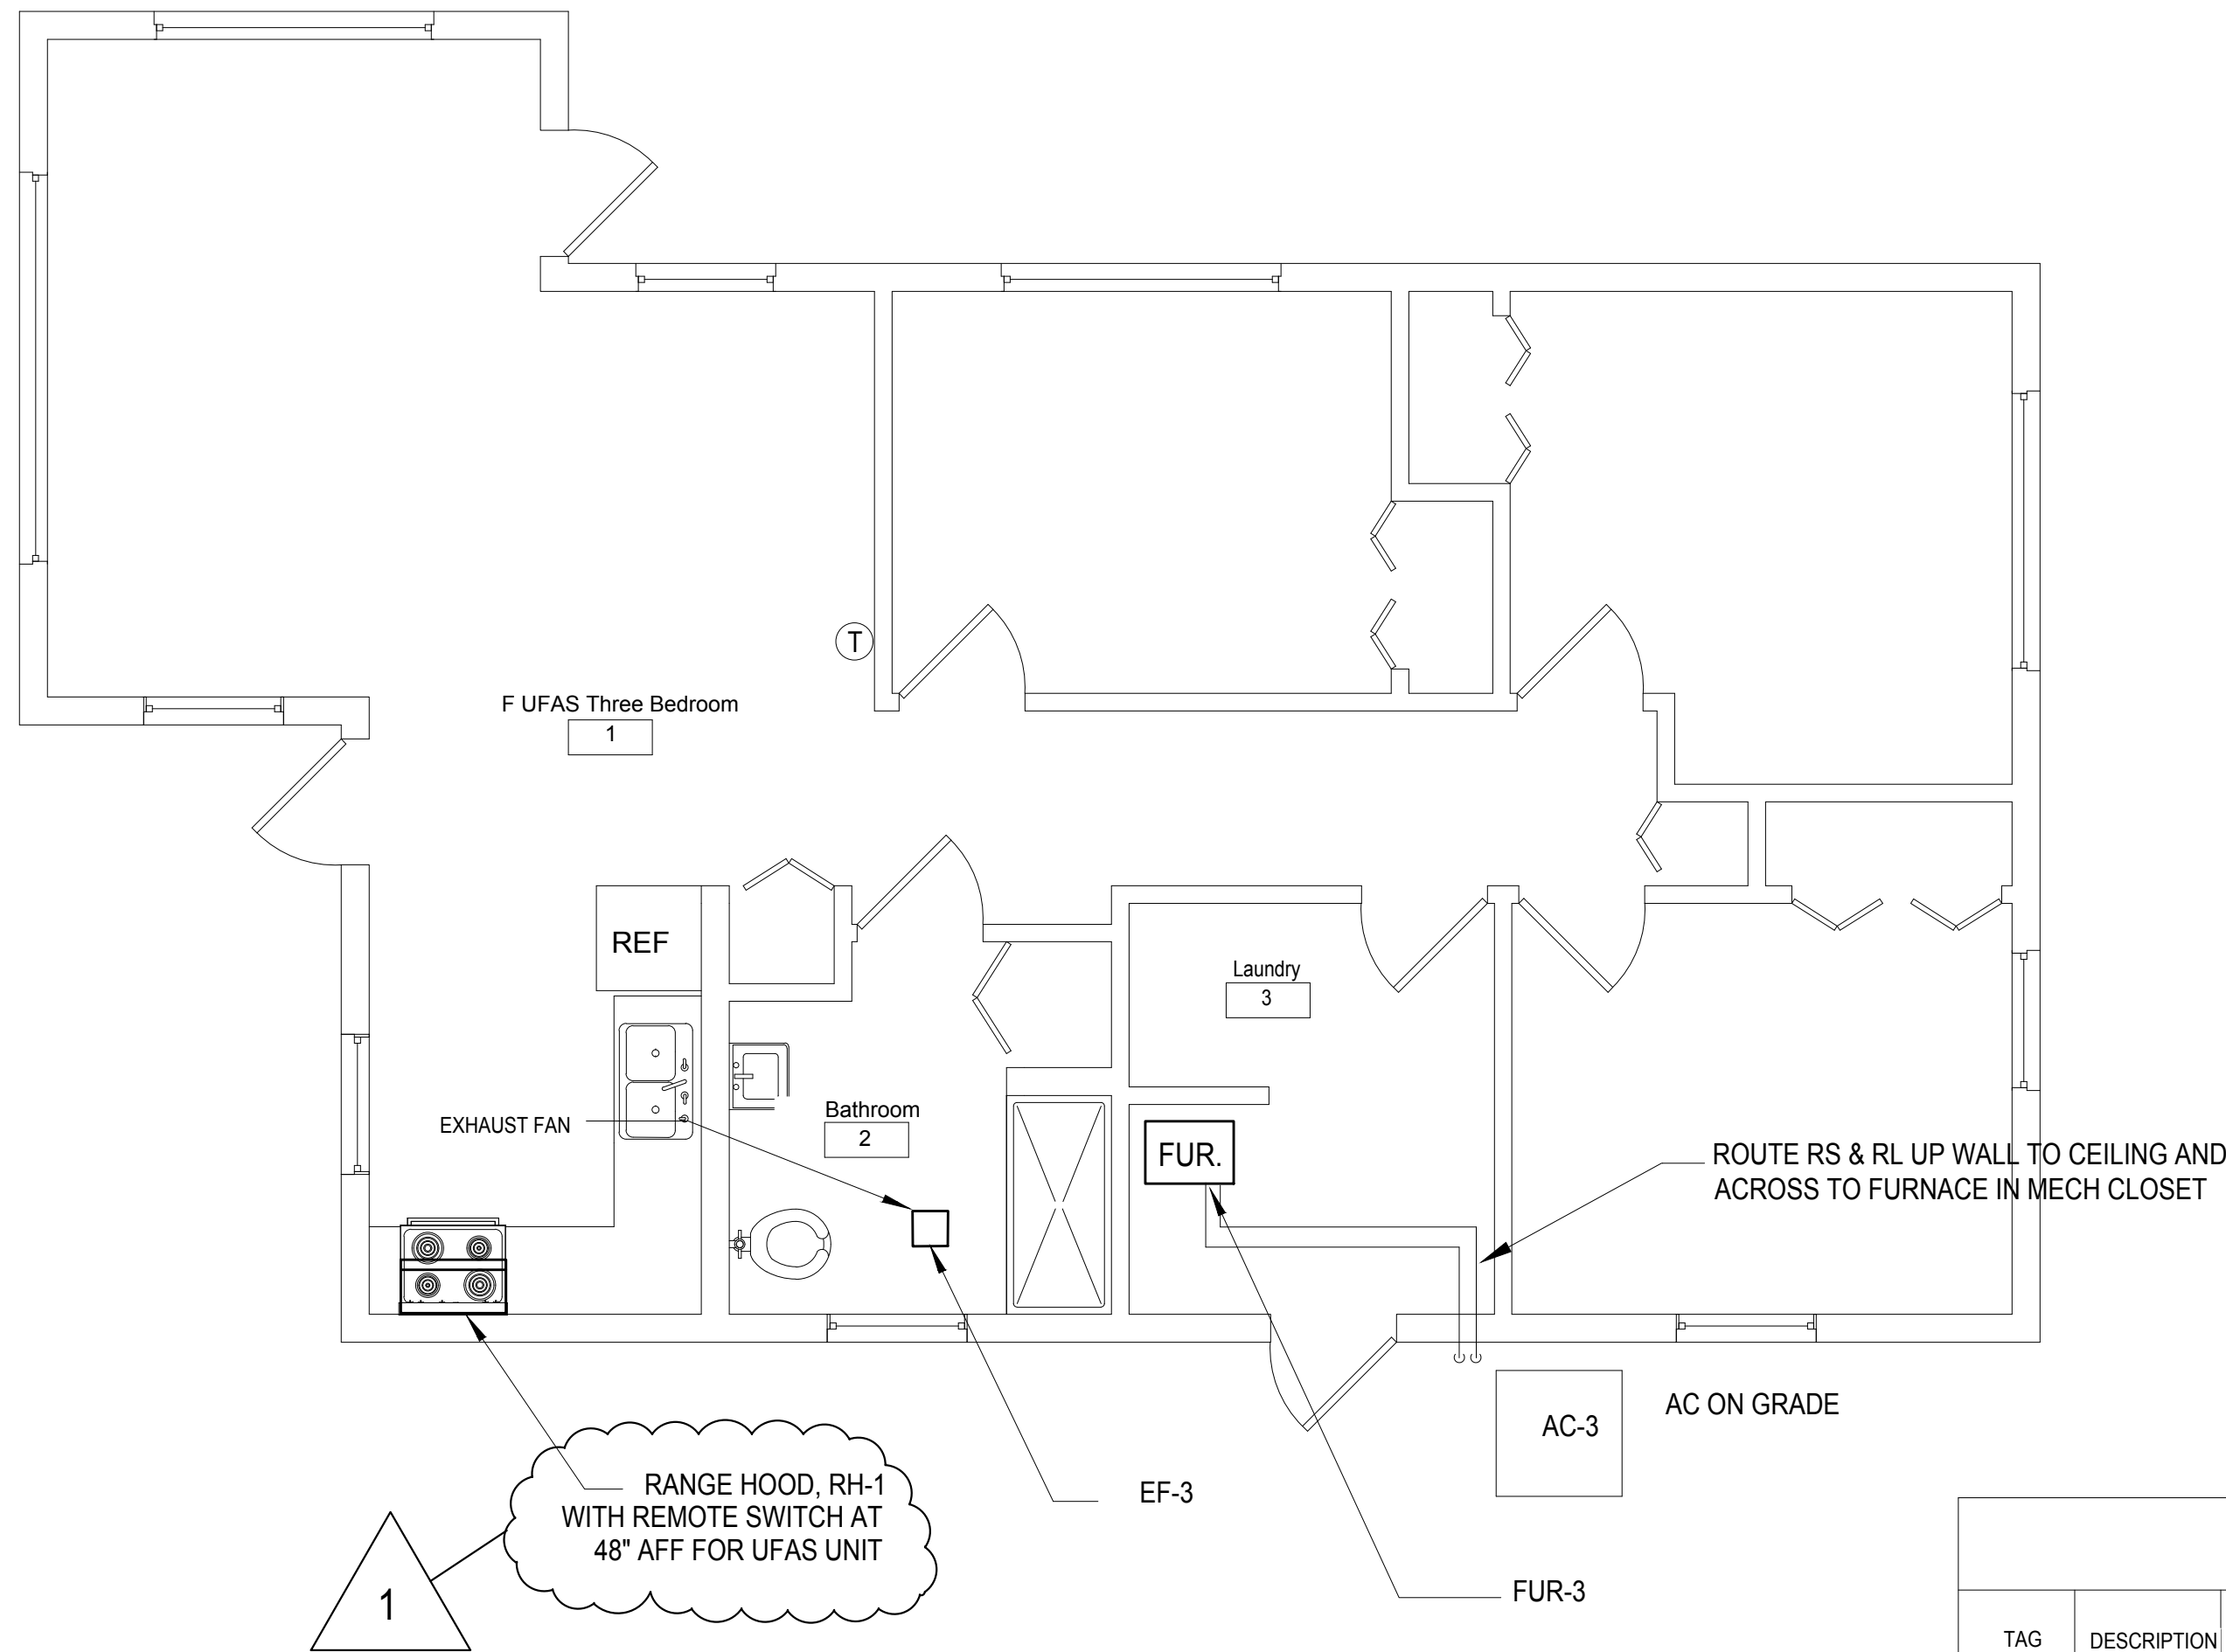 T
F UFAS Three Bedroom
1
REF
Laundry
3
EXHAUST FAN
Bathroom
2
FUR.
ROUTE RS & RL UP WALL TO CEILING AND
ACROSS TO FURNACE IN MECH CLOSET
AC ON GRADE
AC-3
RANGE HOOD, RH-1
WITH REMOTE SWITCH AT
48" AFF FOR UFAS UNIT
EF-3
1
FUR-3
TAG
DESCRIPTION